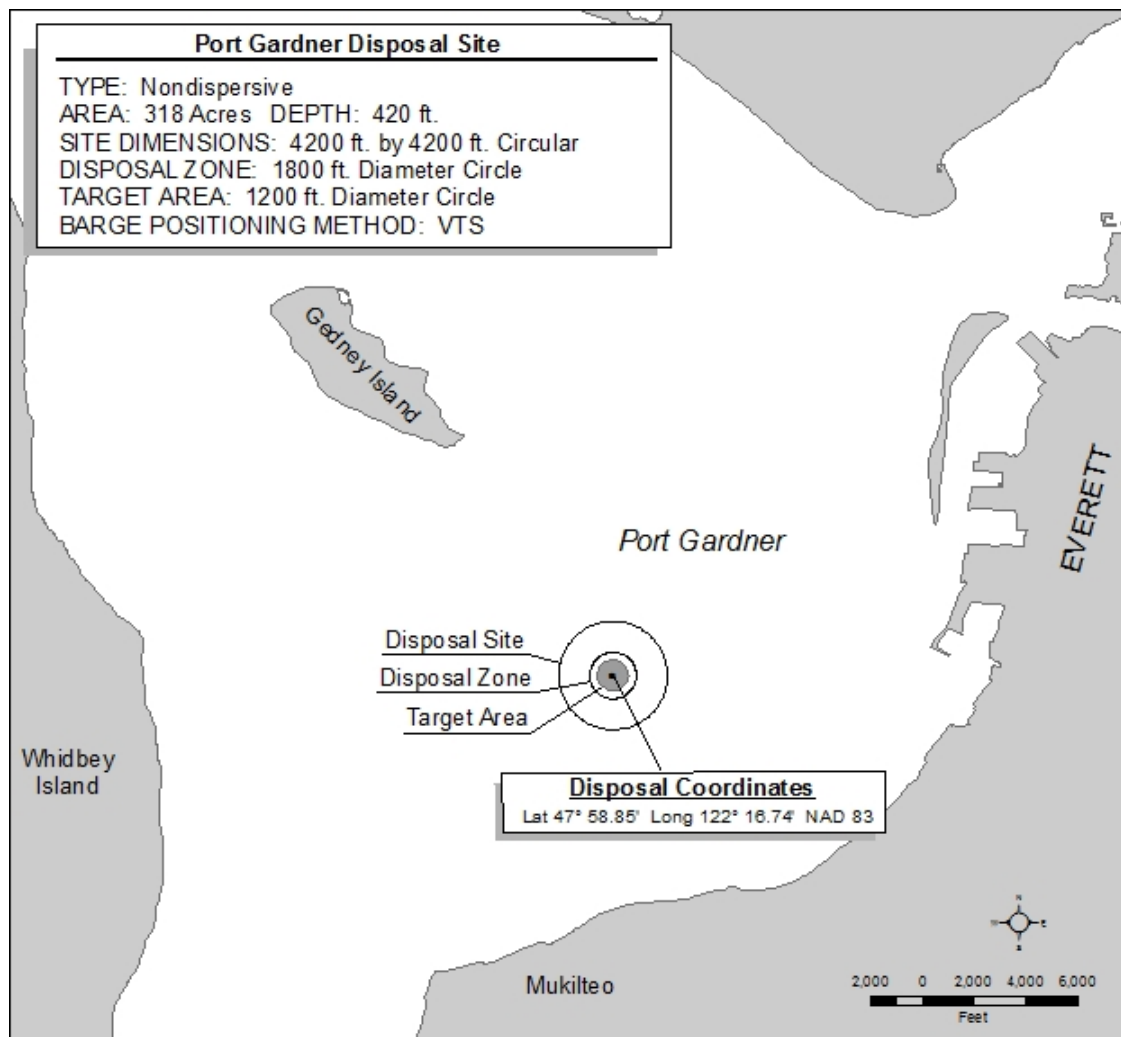 Port Gardner Disposal Site
TYPE: Nondispersive
AREA: 318 Acres DEPTH: 420 ft.
SITE DIMENSIONS: 4200 ft. by 4200 ft. Circular
DISPOSAL ZONE: 1800 ft. Diameter Circle
TARGET AREA: 1200 ft. Diameter Circle
BARGE POSITIONING METHOD: VTS
Gedney Island
EVERETT
Port Gardner
Disposal Site
Disposal Zone
Target Area
Whidbey
Island
Disposal Coordinates
Lat 47° 58.85' Long 122° 16.74' NAD 83
Mukilteo
N
W E
S
2,000 0 2,000 4,000 6,000
Feet